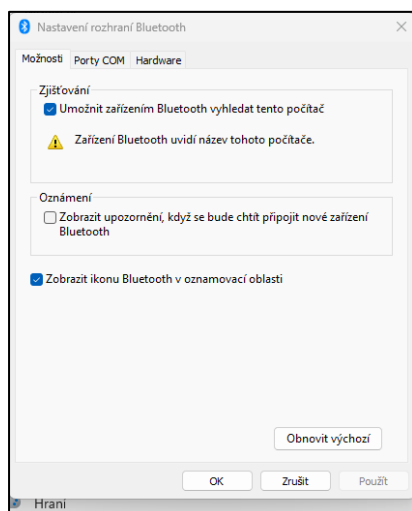 Nastavení rozhraní Bluetooth
Možnosti Porty COM Hardware
Zjišťování
Umožnit zařízením Bluetooth vyhledat tento počítač
Zařízení Bluetooth uvidí název tohoto počítače.
Oznámení
Zobrazit upozornění, když se bude chtít připojit nové zařízení
Bluetooth
Zobrazit ikonu Bluetooth v oznamovací oblasti
Obnovit výchozí
OK Zrušit Použít
Hraní